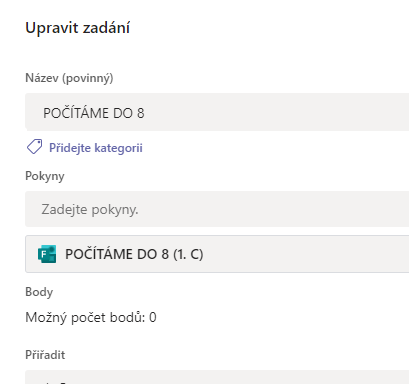 Upravit zadání
Název (povinný)
POČÍTÁME DO 8
Přidejte kategorii
Pokyny
Zadejte pokyny.
POČÍTÁME DO 8 (1. C)
Body
Možný počet bodů: 0
Přiřadit